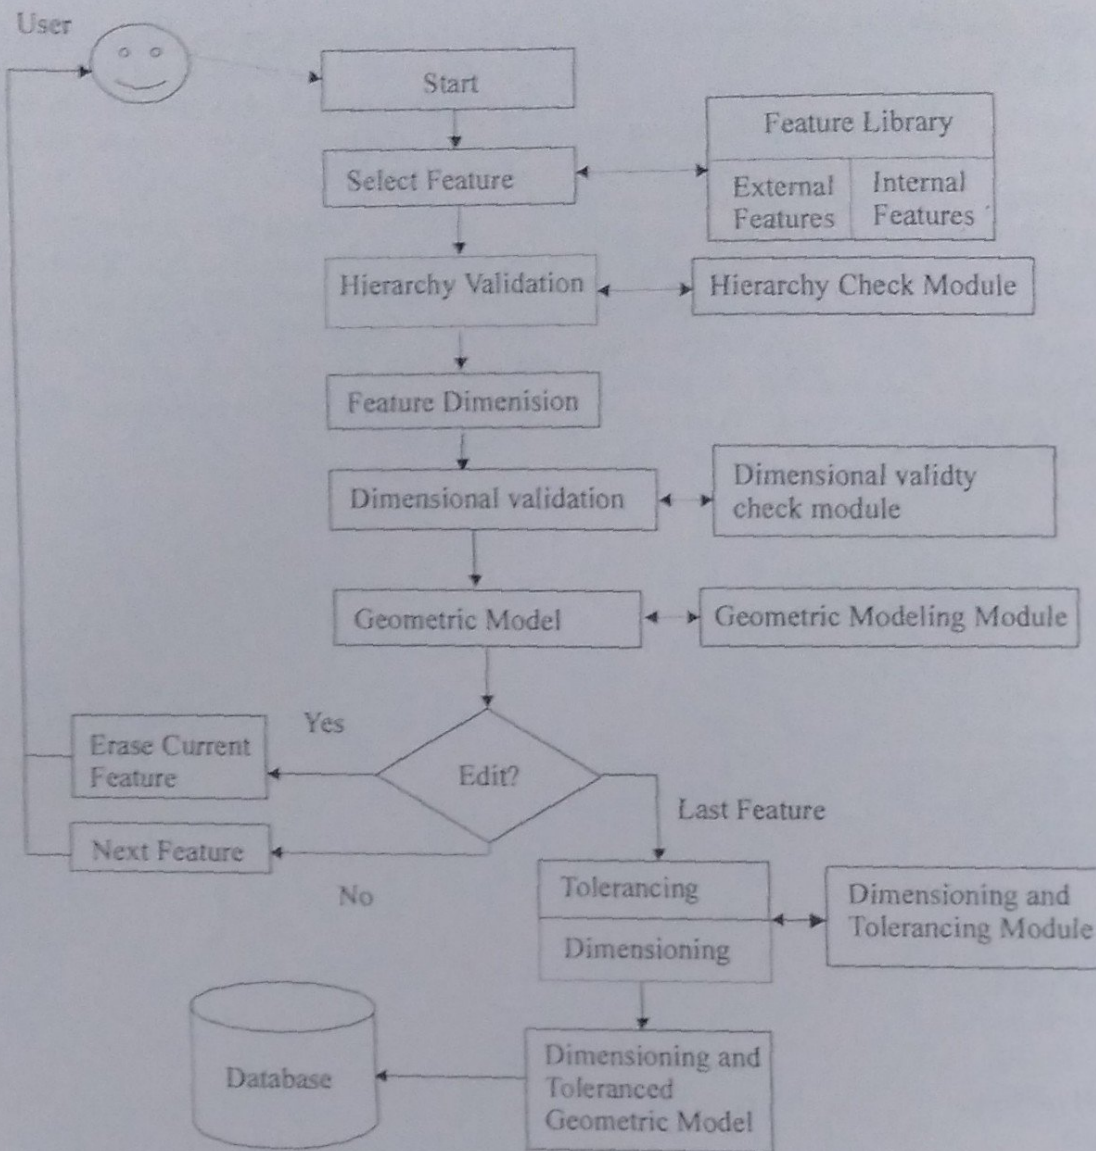 User
Start
Feature Library
Select Feature
External
Features
Internal
Features
Hierarchy Validation
Hierarchy Check Module
Feature Dimenision
Dimensional validation
Dimensional validty
check module
Geometric Model
Geometric Modeling Module
Yes
Erase Current
Feature
Edit?
Last Feature
Next Feature
No
Tolerancing
Dimensioning
Dimensioning and
Tolerancing Module
Database
Dimensioning and
Toleranced
Geometric Model